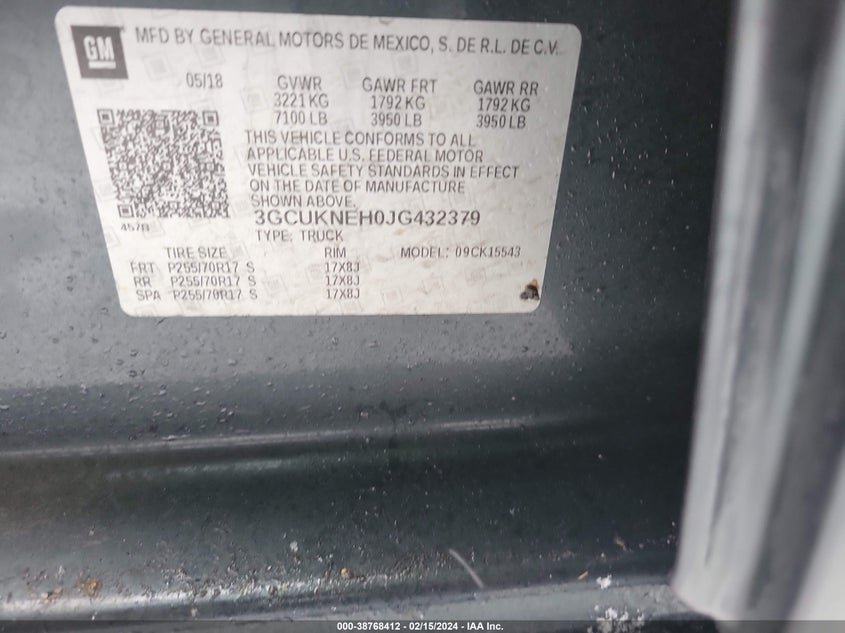 GM
MFD BY GENERAL MOTORS DE MEXICO, S. DE R.L. DE C.V.
05/18 GVWR GAWR FRT GAWR RR
3221 KG 1792 KG 1792 KG
7100 LB 3950 LB 3950 LB
THIS VEHICLE CONFORMS TO ALL
APPLICABLE U.S. FEDERAL MOTOR
VEHICLE SAFETY STANDARDS IN EFFECT
ON THE DATE OF MANUFACTURE
SHOWN ABOVE.
4578
3GCUKNEH0JG432379
TYPE: TRUCK
TIRE SIZE RIM MODEL: 09CK15543
FRT P255/70R17 S 17X8J
RR P255/70R17 S 17X8J
SPA P255/70R17 S 17X8J
000-38768412 - 02/15/2024 - IAA Inc.